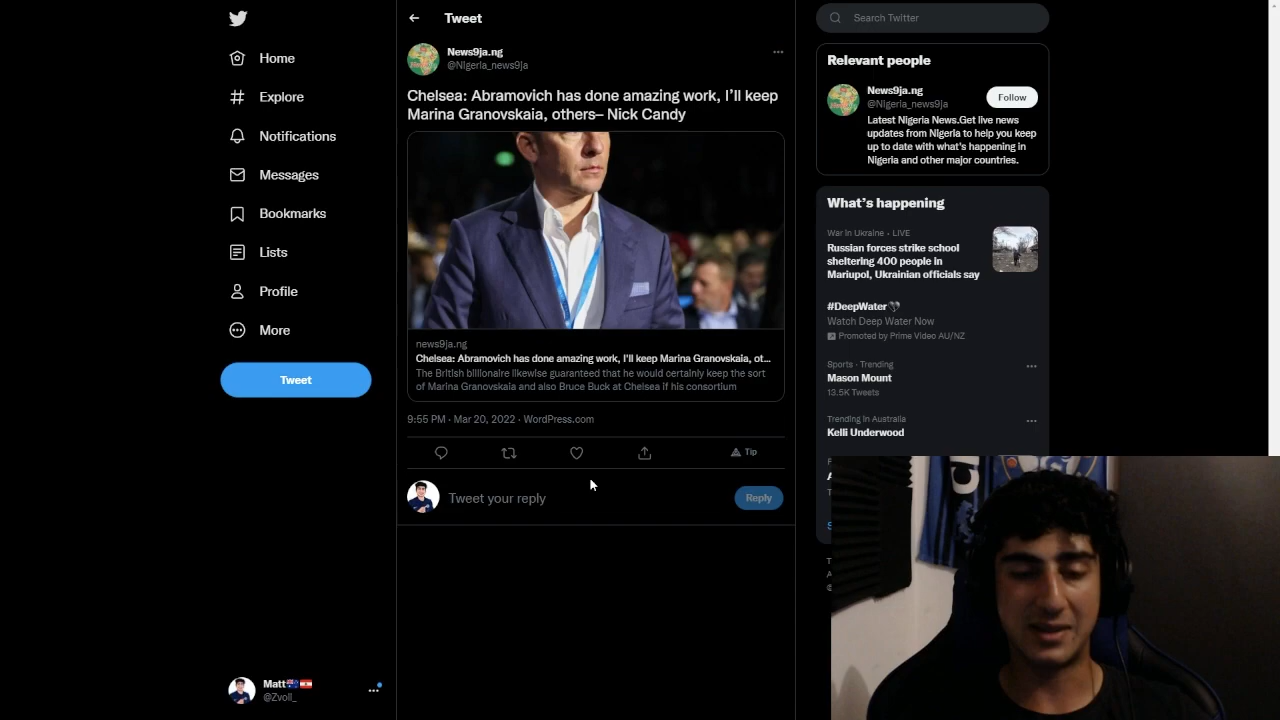 Home
Explore
Notifications
Messages
Bookmarks
Lists
Profile
More
Tweet
Matt
@Zvoll_
Tweet
News9ja.ng
@NIgeria_news9ja
Chelsea: Abramovich has done amazing work, I'll keep
Marina Granovskaia, others– Nick Candy
news9ja.ng
Chelsea: Abramovich has done amazing work, I'll keep Marina Granovskaia, ot...
The British billionaire likewise guaranteed that he would certainly keep the sort
of Marina Granovskaia and also Bruce Buck at Chelsea if his consortium
9:55 PM · Mar 20, 2022 · WordPress.com
Tip
Tweet your reply
Reply
Search Twitter
Relevant people
News9ja.ng
@NIgeria_news9ja
Follow
Latest Nigeria News.Get live news
updates from Nigeria to help you keep
up to date with what's happening in
Nigeria and other major countries.
What's happening
War in Ukraine · LIVE
Russian forces strike school
sheltering 400 people in
Mariupol, Ukrainian officials say
#DeepWater
Watch Deep Water Now
Promoted by Prime Video AU/NZ
Sports · Trending
Mason Mount
13.5K Tweets
Trending in Australia
Kelli Underwood